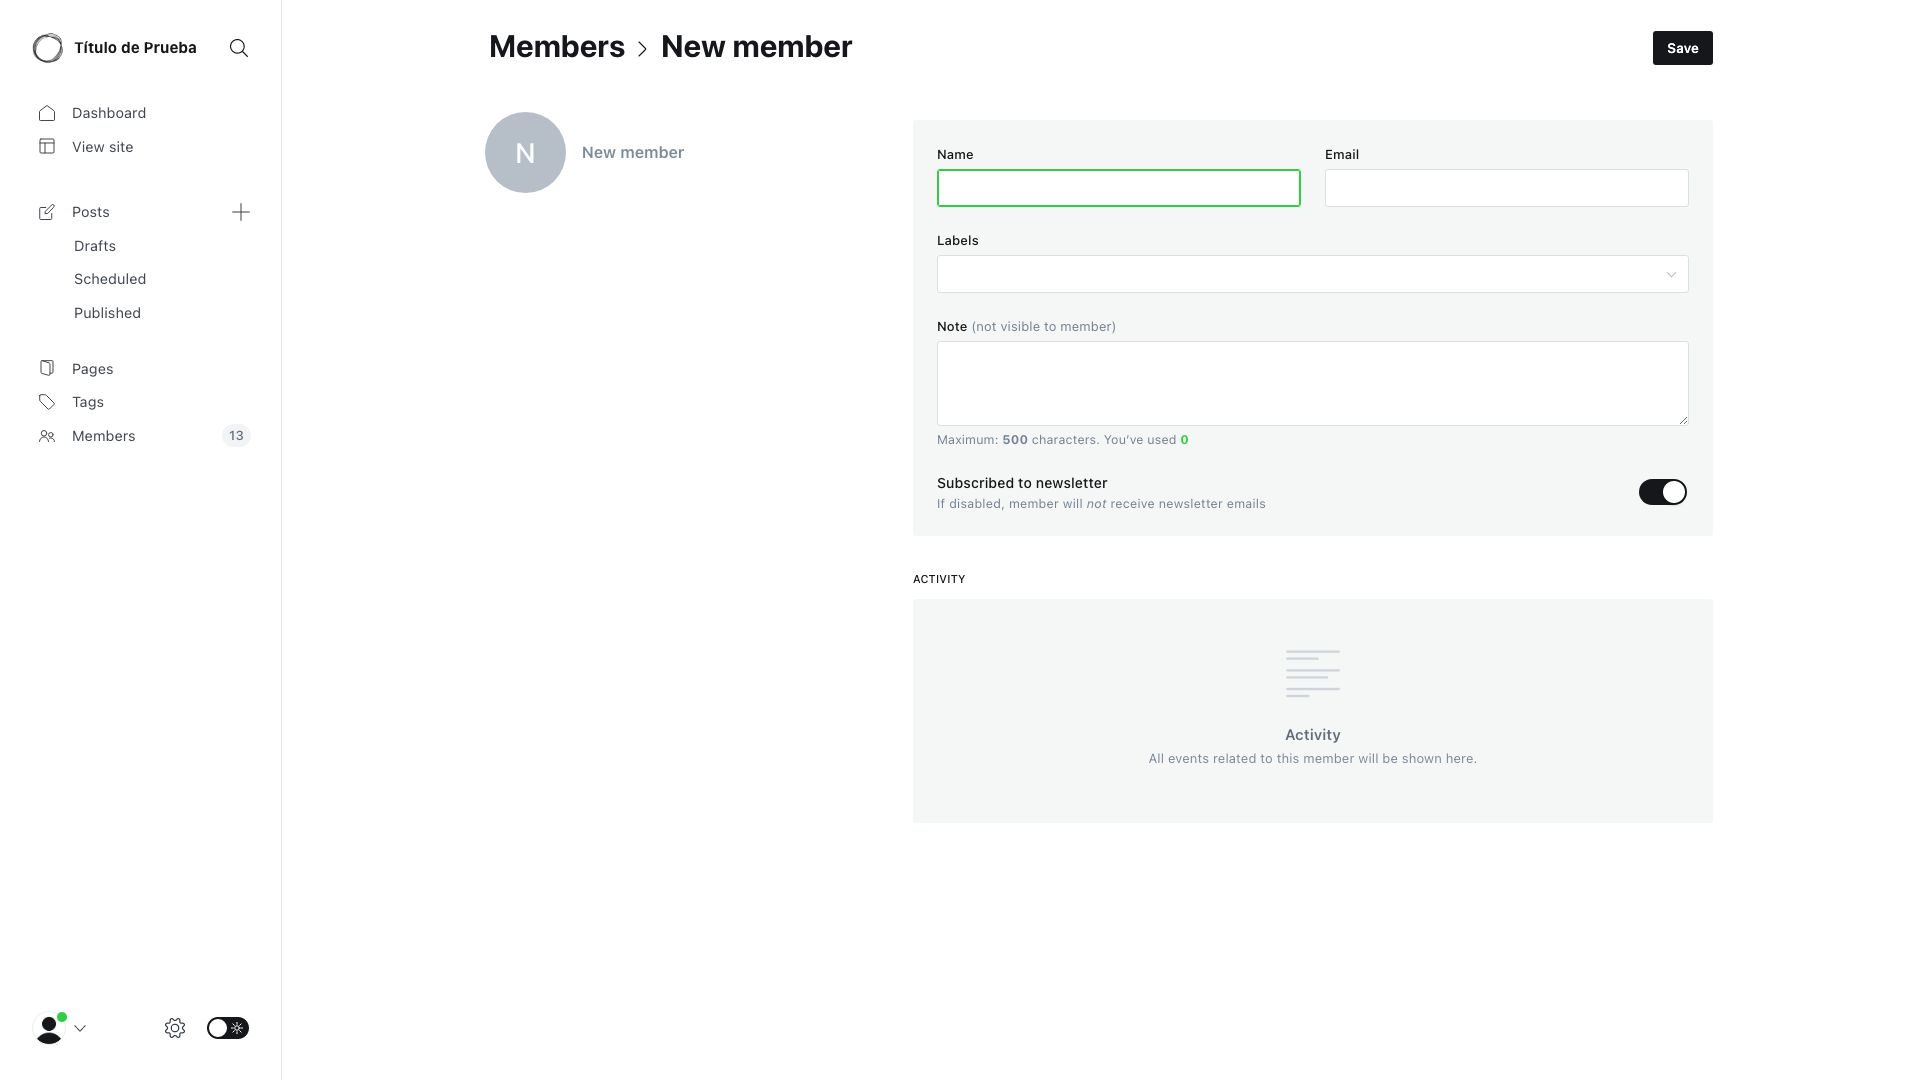 Título de Prueba
Dashboard
View site
Posts
Drafts
Scheduled
Published
Pages
Tags
Members
13
Members
New member
Save
N
New member
Name
Email
Labels
Note (not visible to member)
Maximum: 500 characters. You’ve used 0
Subscribed to newsletter
If disabled, member will not receive newsletter emails
ACTIVITY
Activity
All events related to this member will be shown here.